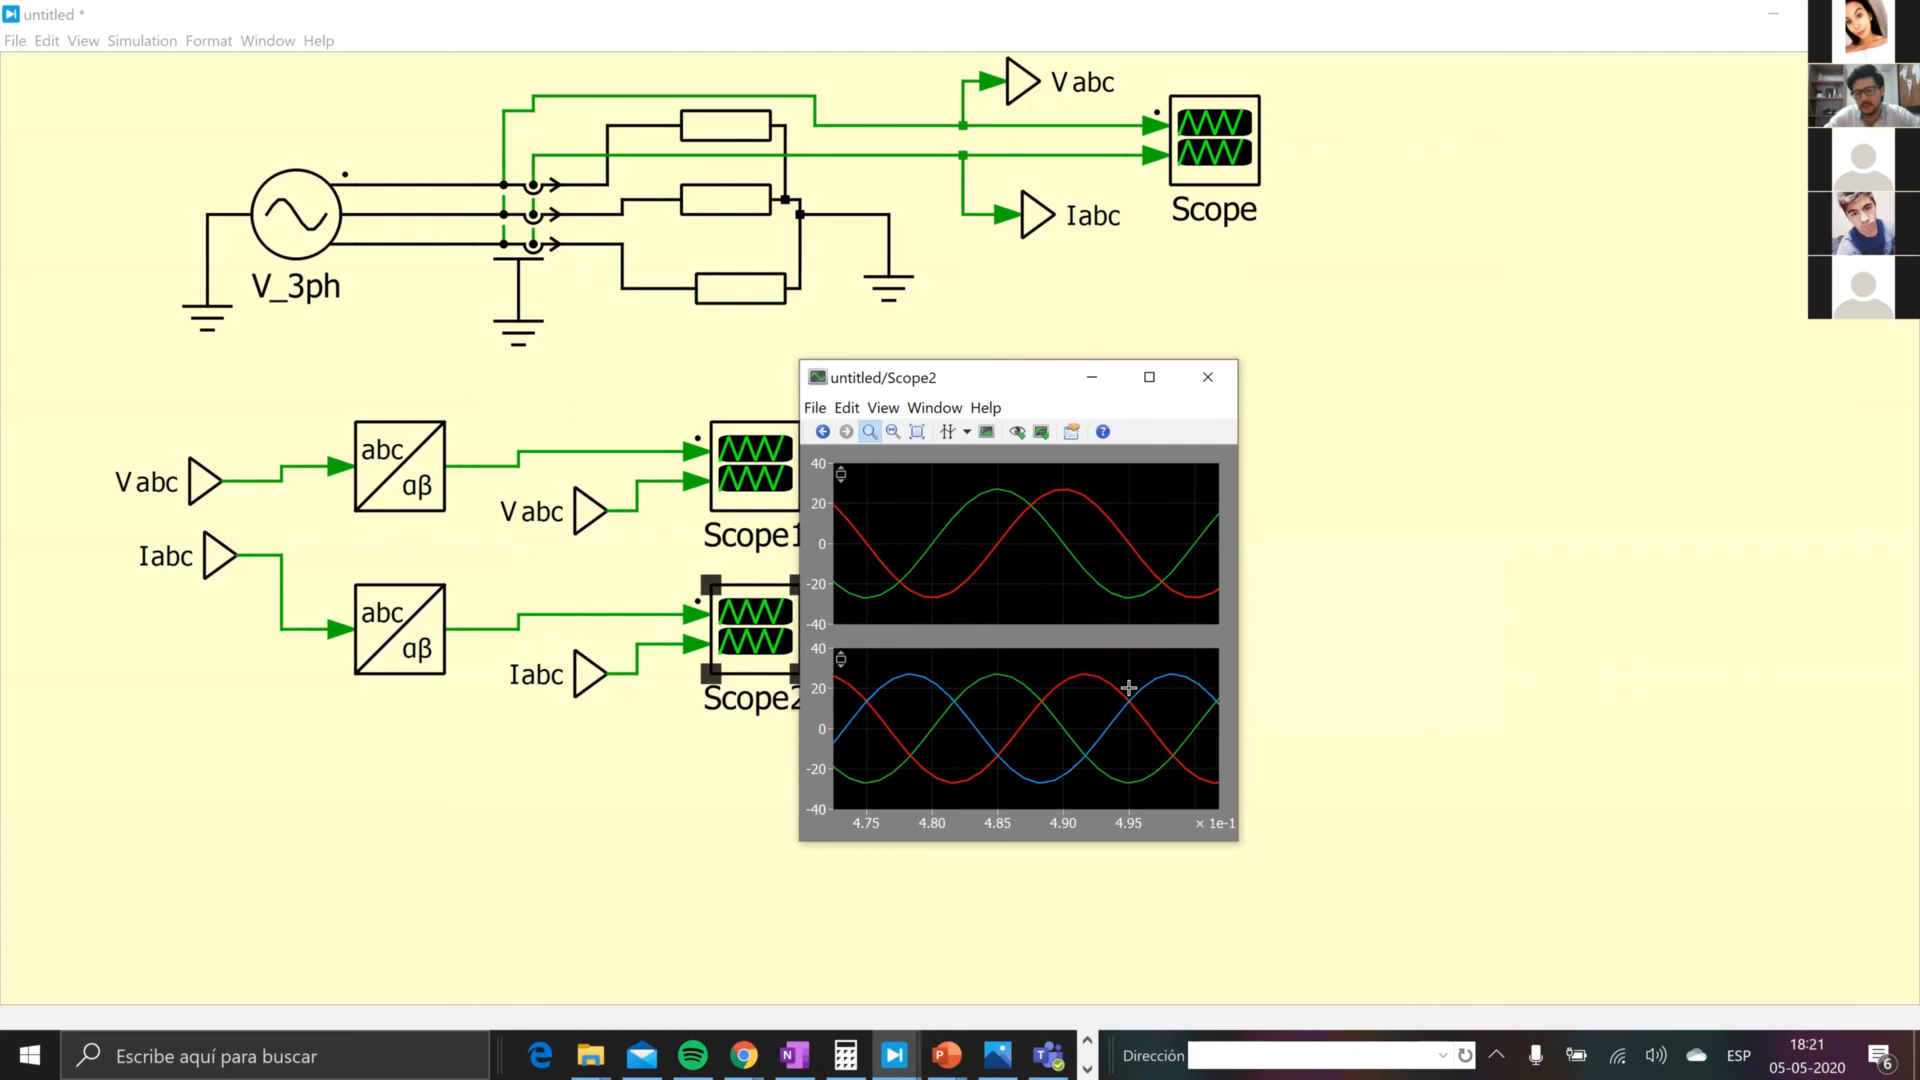 untitled *
File Edit View Simulation Format Window Help
Vabc
Iabc
Scope
V_3ph
Vabc
abc
αβ
Vabc
Scope1
Iabc
abc
αβ
Iabc
Scope2
untitled/Scope2
File Edit View Window Help
40
20
0
-20
-40
40
20
0
-20
-40
4.75 4.80 4.85 4.90 4.95 × 1e-1
Escribe aquí para buscar
Dirección
ESP
18:21
05-05-2020
6